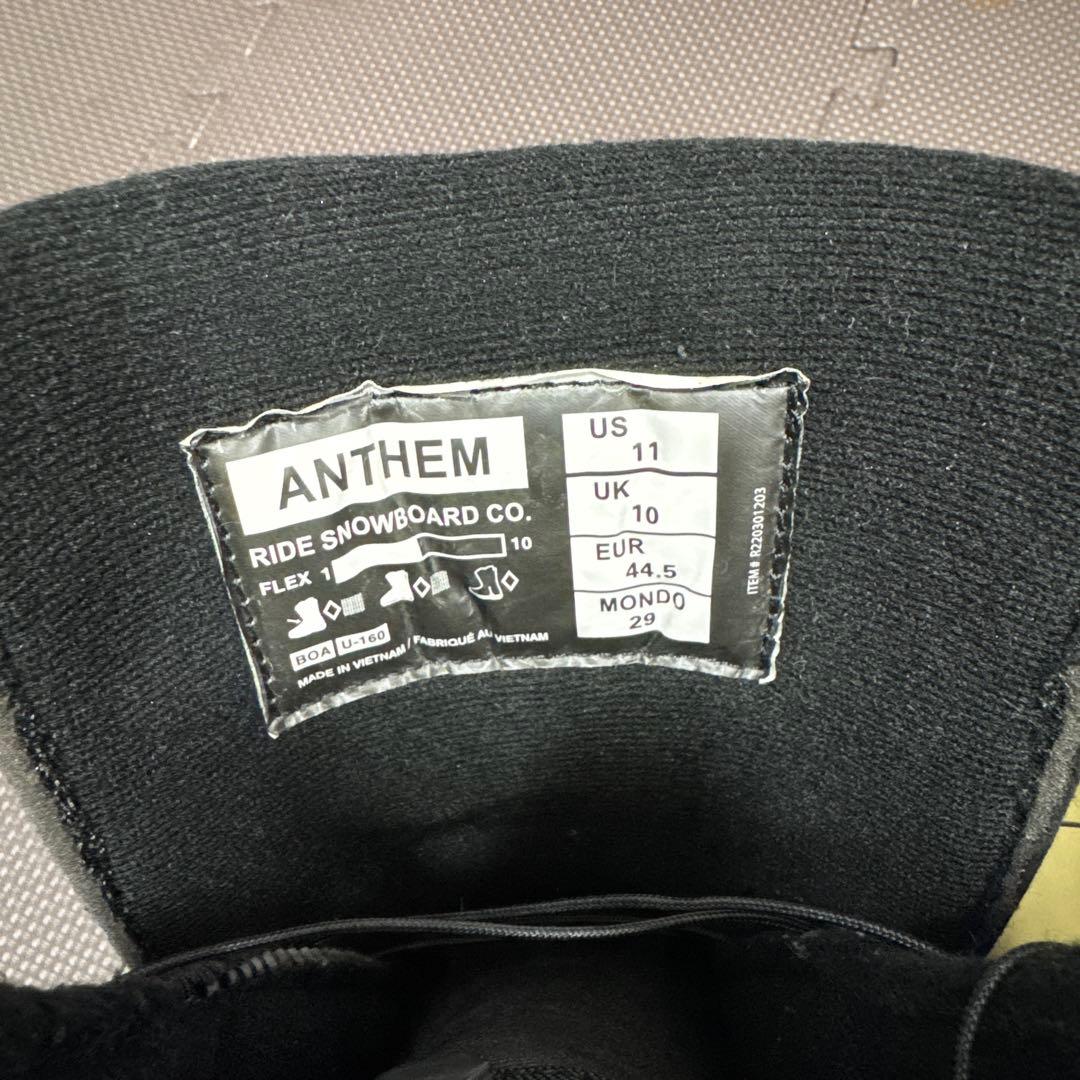 ANTHEM
RIDE SNOWBOARD CO.
FLEX 1 10
BOA U-160
MADE IN VIETNAM / FABRIQUÉ AU VIETNAM
US
11
UK
10
EUR
44.5
MONDO
29
ITEM# R220301203